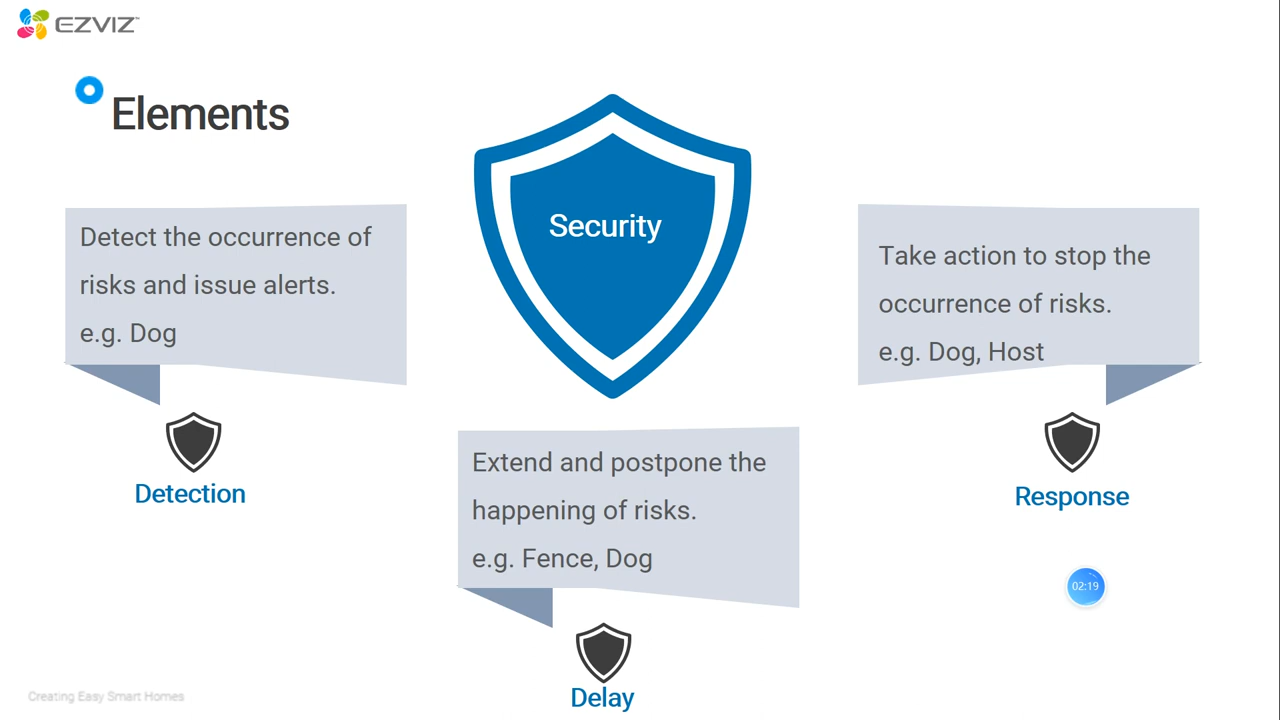 EZVIZ
Elements
Security
Detect the occurrence of
risks and issue alerts.
e.g. Dog
Detection
Extend and postpone the
happening of risks.
e.g. Fence, Dog
Delay
Take action to stop the
occurrence of risks.
e.g. Dog, Host
Response
02:19
Creating Easy Smart Homes